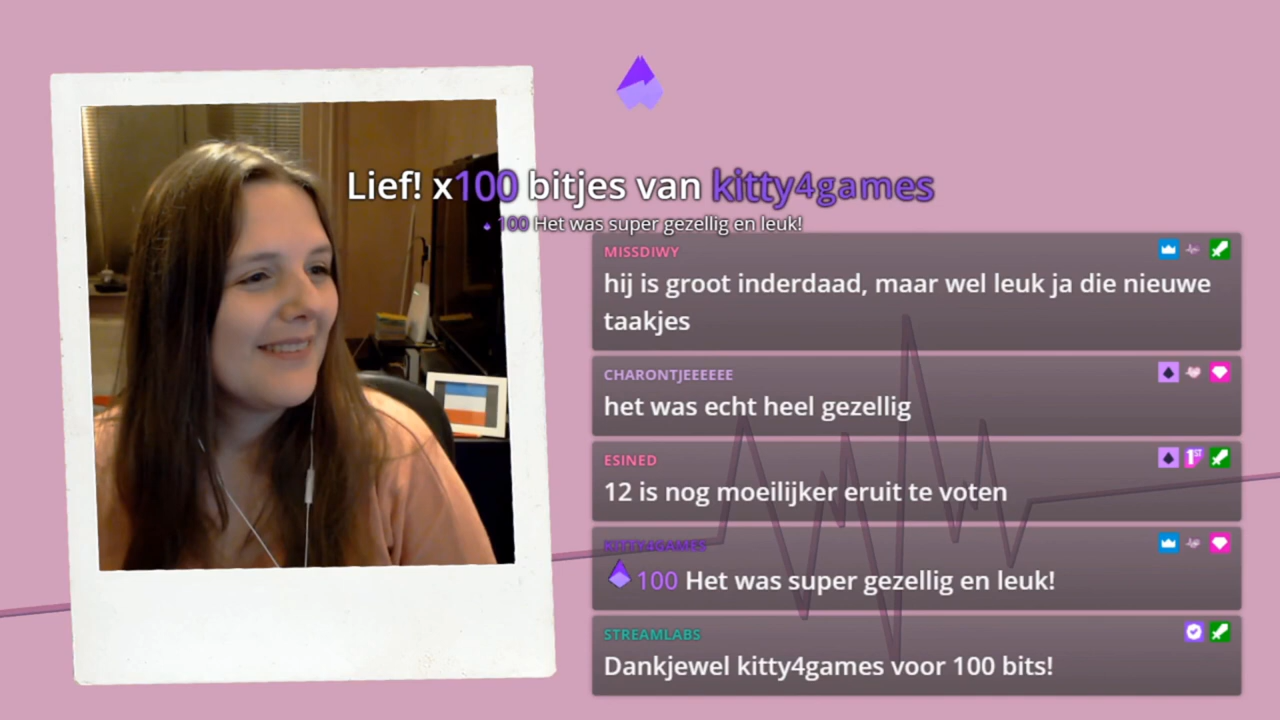 Lief! x100 bitjes van kitty4games
100 Het was super gezellig en leuk!
MISSDIWY
hij is groot inderdaad, maar wel leuk ja die nieuwe
taakjes
CHARONTJEEEEEE
het was echt heel gezellig
ESINED
1ST
12 is nog moeilijker eruit te voten
KITTY4GAMES
100 Het was super gezellig en leuk!
STREAMLABS
Dankjewel kitty4games voor 100 bits!